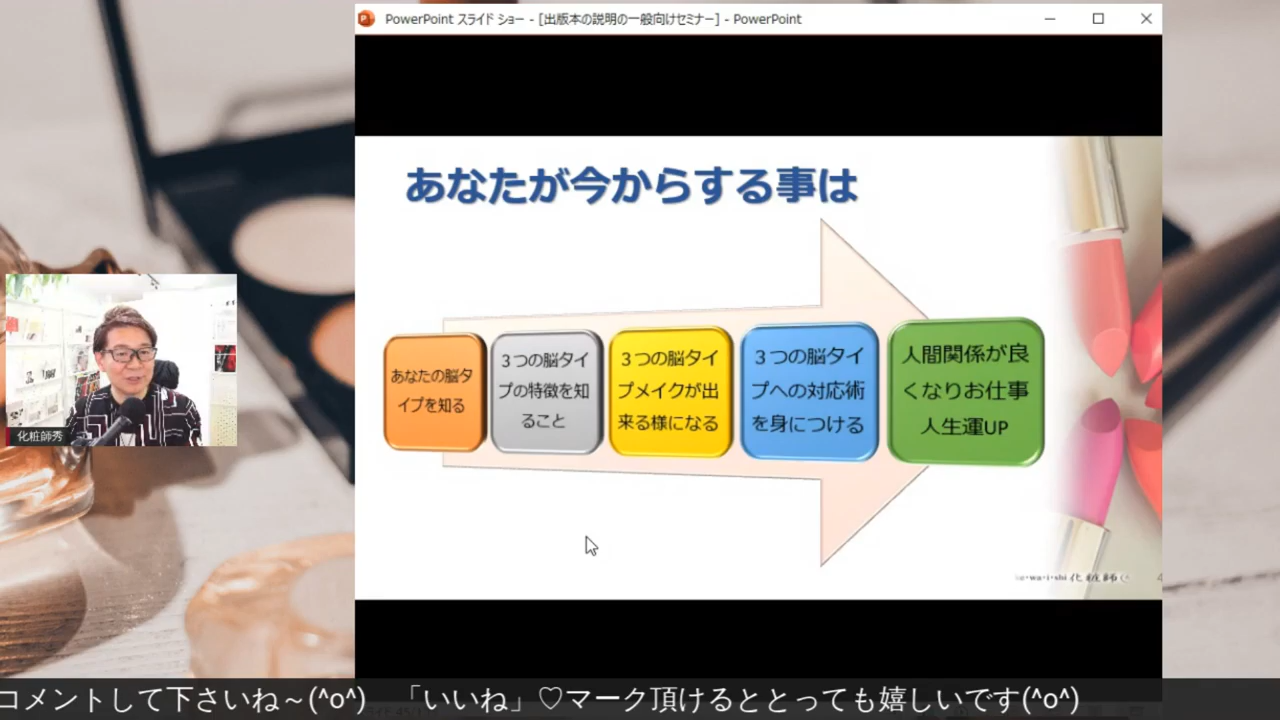 PowerPoint スライド ショー - [出版本の説明の一般向けセミナー] - PowerPoint
あなたが今からする事は
あなたの脳タ
イプを知る
３つの脳タイ
プの特徴を知
ること
３つの脳タイ
プメイクが出
来る様になる
３つの脳タイ
プへの対応術
を身につける
人間関係が良
くなりお仕事
人生運UP
化粧師秀
コメントして下さいね～(^o^)　「いいね」♡マーク頂けるととっても嬉しいです(^o^)